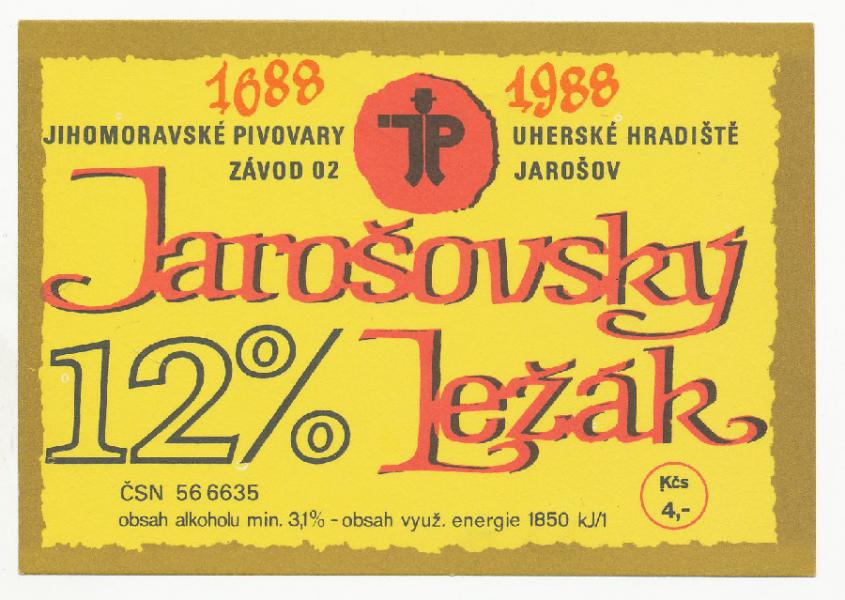 1688 1988
JIHOMORAVSKÉ PIVOVARY
ZÁVOD 02
JP
UHERSKÉ HRADIŠTĚ
JAROŠOV
Jarošovský
12% Ležák
ČSN 56 6635
obsah alkoholu min. 3,1% - obsah využ. energie 1850 kJ/1
Kčs
4,-